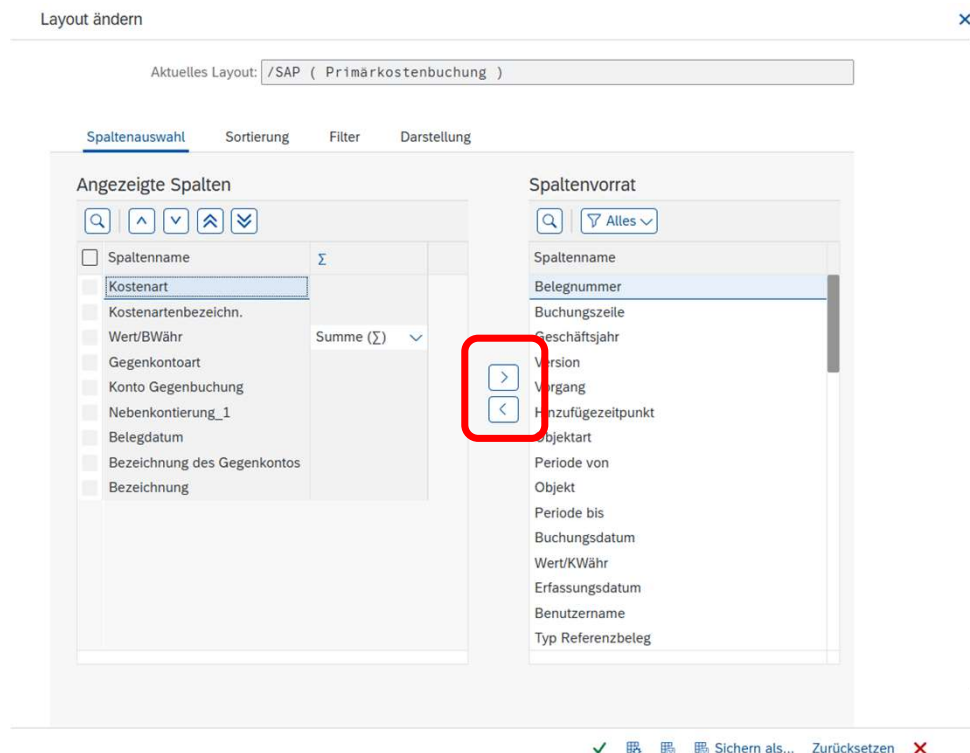 Layout ändern
Aktuelles Layout: /SAP ( Primärkostenbuchung )
Spaltenauswahl Sortierung Filter Darstellung
Angezeigte Spalten
Spaltenname Σ
Kostenart
Kostenartenbezeichn.
Wert/BWähr Summe (∑)
Gegenkontoart
Konto Gegenbuchung
Nebenkontierung_1
Belegdatum
Bezeichnung des Gegenkontos
Bezeichnung
Spaltenvorrat
Alles
Spaltenname
Belegnummer
Buchungszeile
Geschäftsjahr
Version
Vorgang
Hinzufügezeitpunkt
Objektart
Periode von
Objekt
Periode bis
Buchungsdatum
Wert/KWähr
Erfassungsdatum
Benutzername
Typ Referenzbeleg
Sichern als... Zurücksetzen